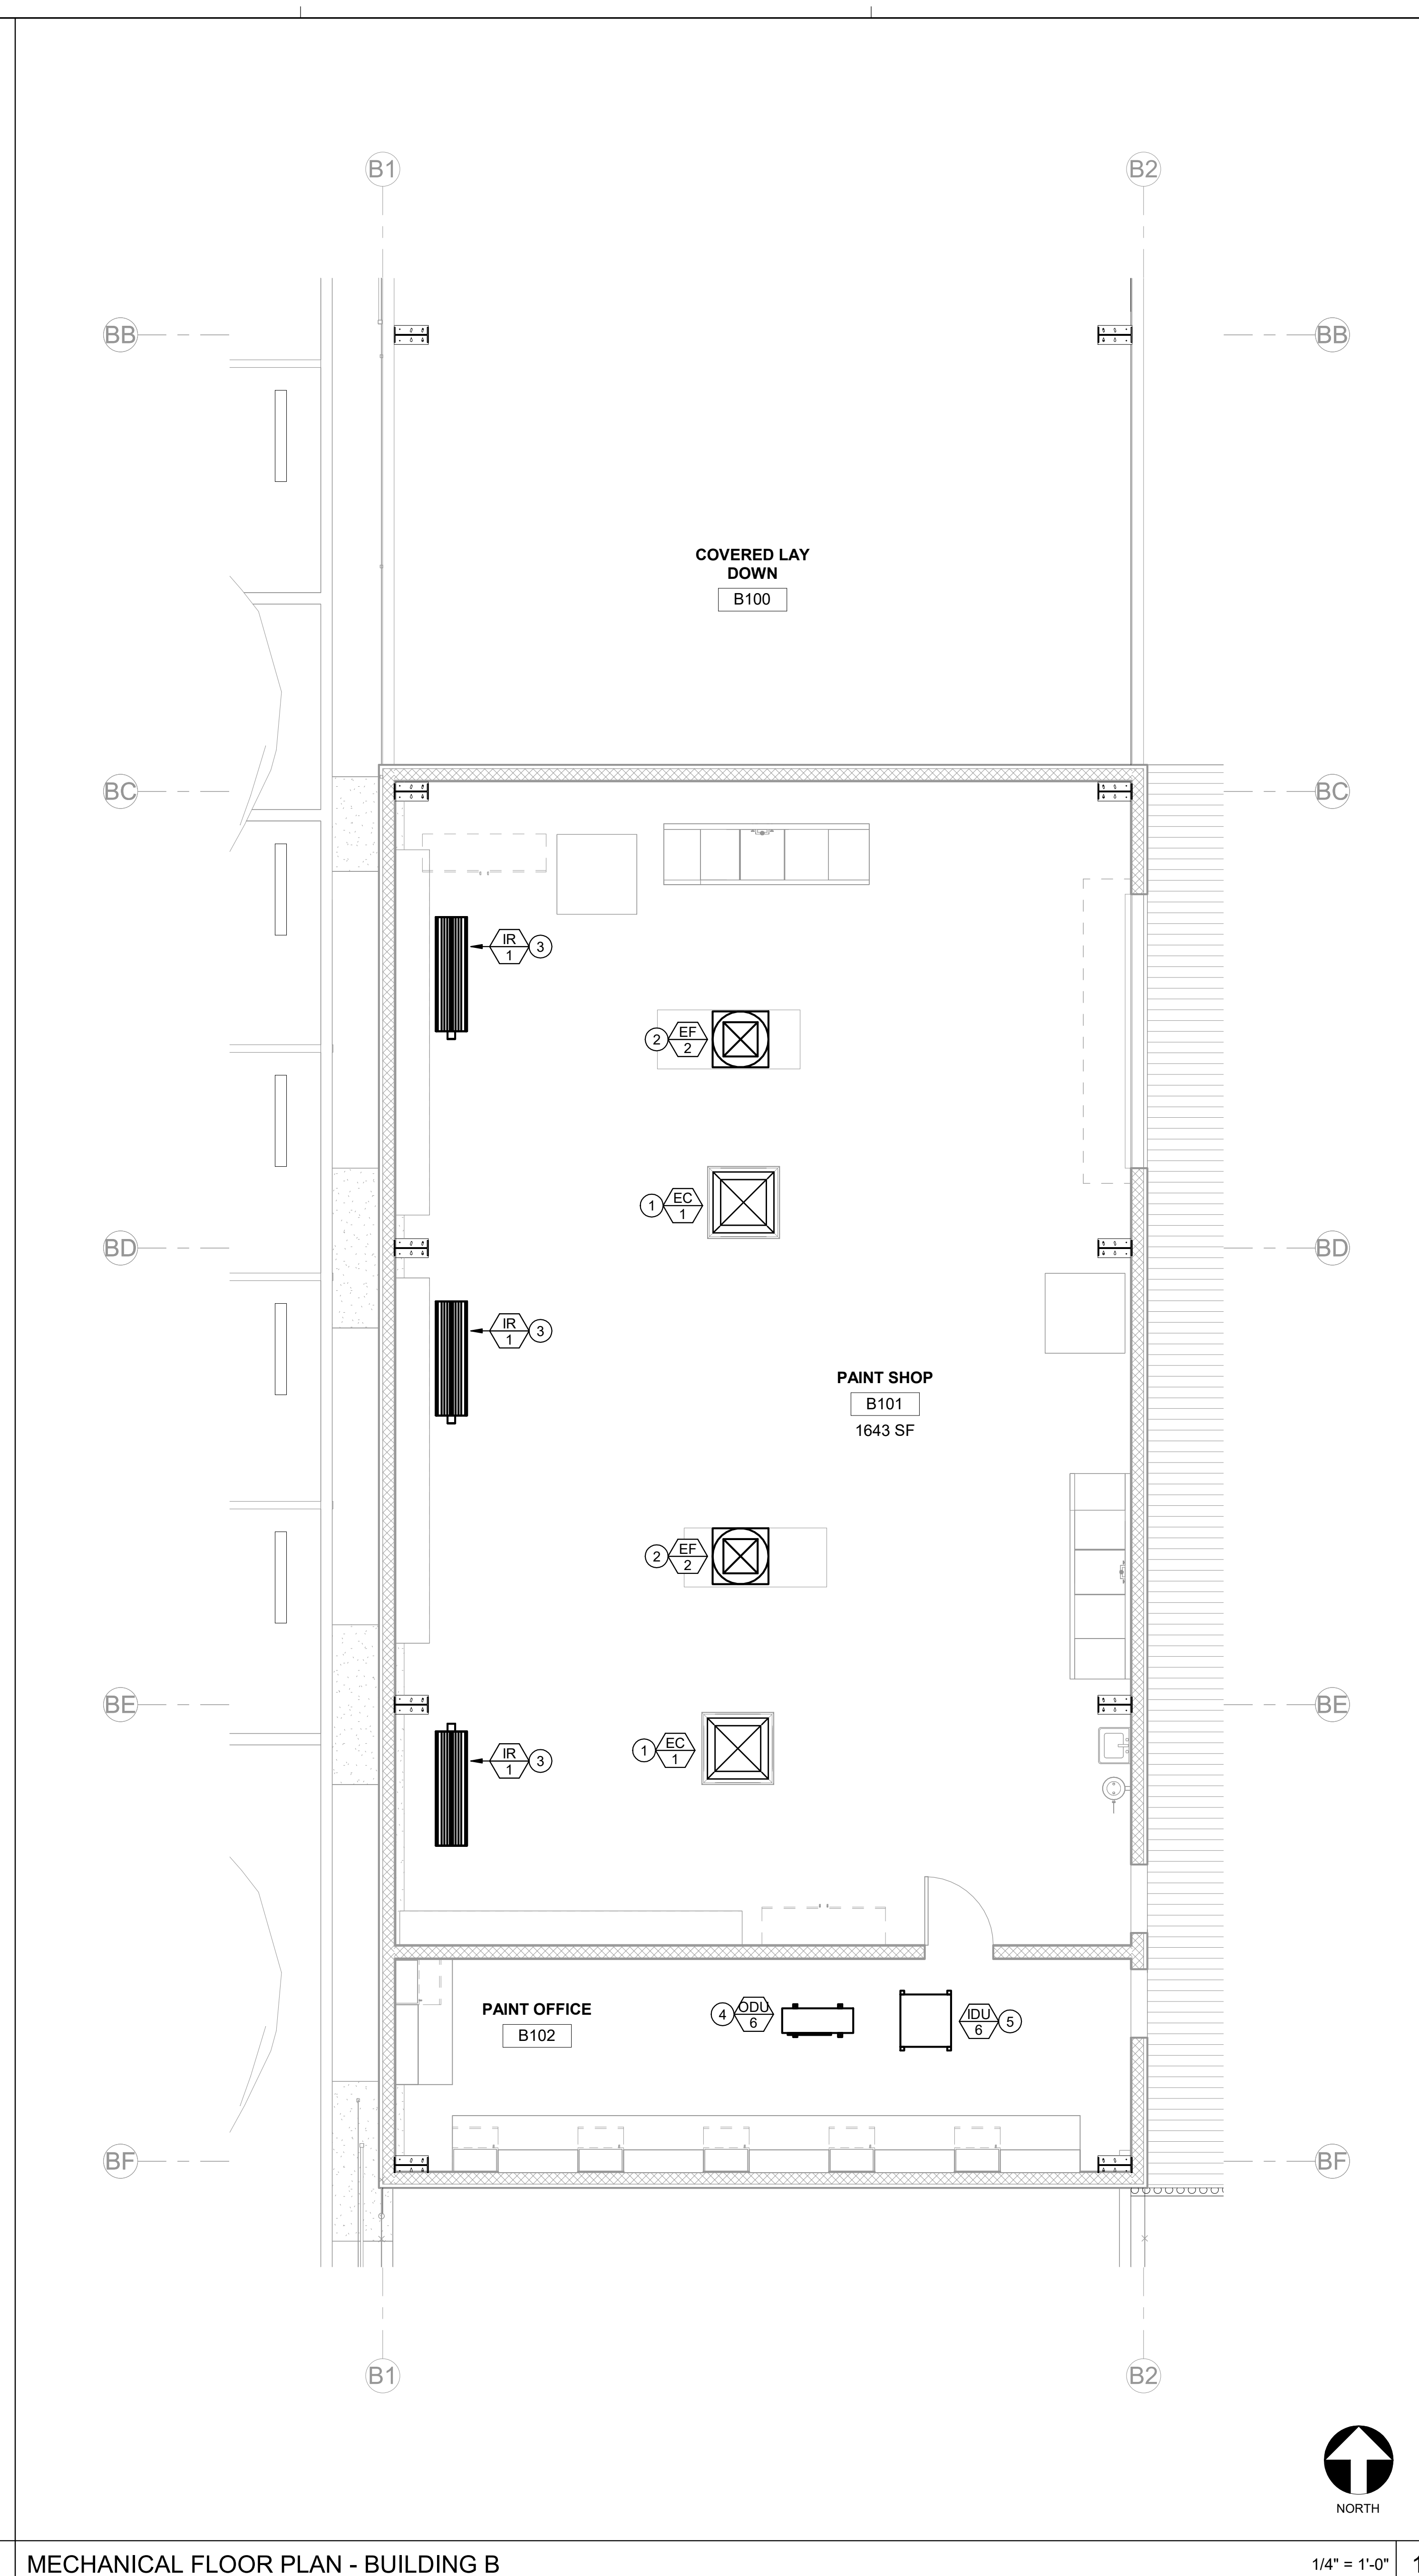 B1
B2
BB
BB
COVERED LAY
DOWN
B100
BC
BC
IR
1
3
2
EF
2
1
EC
1
BD
BD
IR
1
3
PAINT SHOP
B101
1643 SF
2
EF
2
BE
BE
1
EC
1
IR
1
3
PAINT OFFICE
B102
4
ODU
6
IDU
6
5
BF
BF
B1
B2
NORTH
MECHANICAL FLOOR PLAN - BUILDING B
1/4" = 1'-0"
1